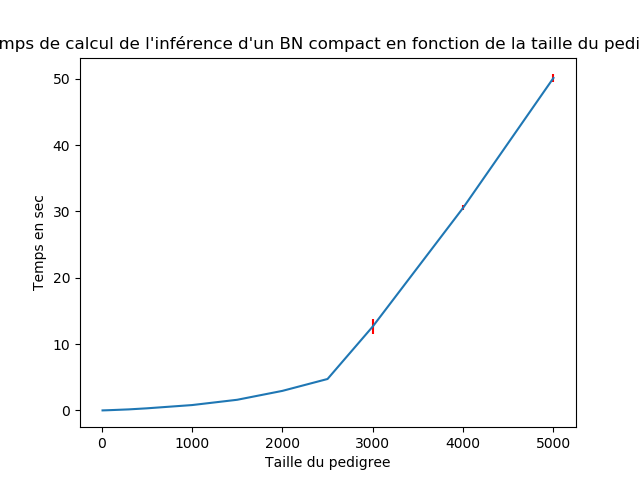 mps de calcul de l'inférence d'un BN compact en fonction de la taille du pedi
50
40
30
20
10
0
Temps en sec
0 1000 2000 3000 4000 5000
Taille du pedigree